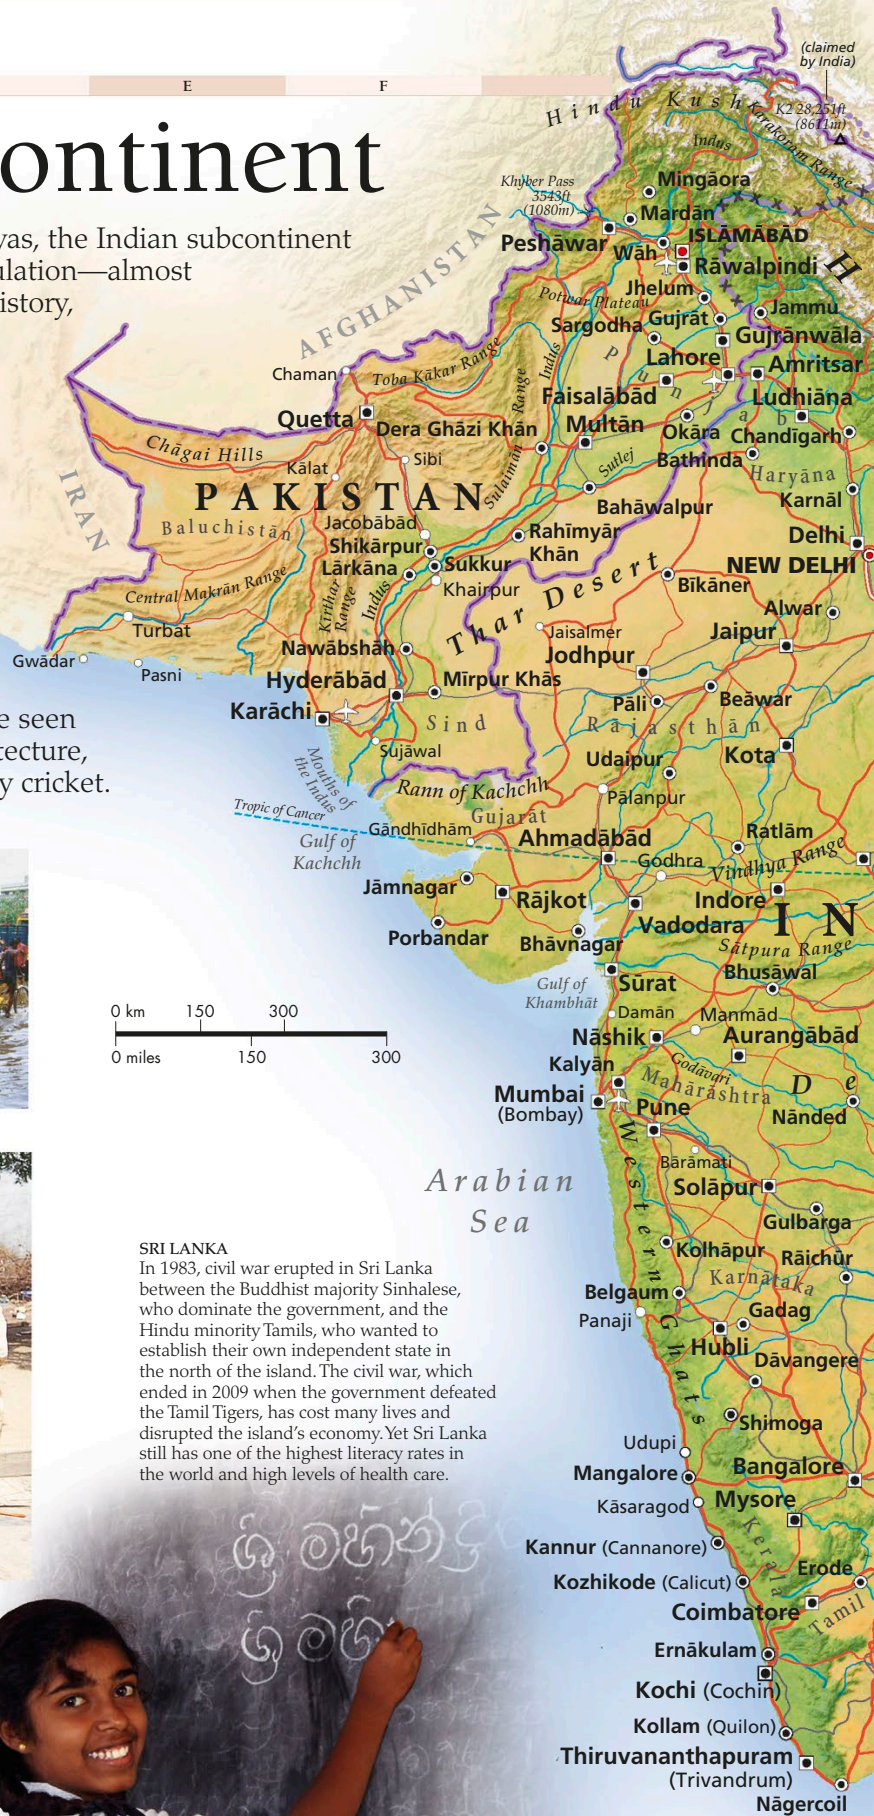 E F
ontinent
yas, the Indian subcontinent
ulation—almost
istory,
e seen
tecture,
y cricket.
(claimed
by India)
Hindu Kush
K2 28,251ft
(8611m)
Karakoram Range
Indus
Khyber Pass
3543ft
(1080m)
Mingāora
Mardān
Peshāwar
ISLĀMĀBĀD
Wāh
Rāwalpindi
H
AFGHANISTAN
Potwar Plateau
Jhelum
Jammu
Sargodha
Gujrāt
Gujrānwāla
Lahore
Amritsar
Punjab
Chaman
Toba Kākar Range
Indus
Faisalābād
Ludhiāna
Quetta
Dera Ghāzi Khān
Multān
Okāra
Chandīgarh
Chāgai Hills
Sulaimān Range
Sutlej
Bathinda
Haryāna
Kālat
Sibi
IRAN
PAKISTAN
Bahāwalpur
Karnāl
Baluchistān
Jacobābād
Rahīmyār
Khān
Delhi
Shikārpur
Sukkur
NEW DELHI
Lārkāna
Khairpur
Thar Desert
Bīkāner
Central Makrān Range
Kirthar
Range
Indus
Alwar
Turbat
Jaisalmer
Jaipur
Nawābshāh
Jodhpur
Gwādar
Pasni
Hyderābād
Mīrpur Khās
Pāli
Beāwar
Karāchi
Sind
Rājasthān
Sujāwal
Udaipur
Kota
Mouths of
the Indus
Rann of Kachchh
Pālanpur
Tropic of Cancer
Gujarāt
Gāndhīdhām
Ahmadābād
Ratlām
Gulf of
Kachchh
Godhra
Vindhya Range
Jāmnagar
Rājkot
Indore
IN
Vadodara
Porbandar
Bhāvnagar
Sātpura Range
Gulf of
Khambhāt
Sūrat
Bhusāwal
0 km 150 300
0 miles 150 300
Damān
Manmād
Nāshik
Aurangābād
Kalyān
Godāvari
Mahārāshtra
De
Mumbai
(Bombay)
Pune
Nānded
Western Ghats
Bārāmati
Arabian
Sea
Solāpur
Gulbarga
Kolhāpur
Rāichūr
Karnātaka
Belgaum
Panaji
Gadag
Hubli
Dāvangere
Shimoga
Udupi
Mangalore
Bangalore
Kāsaragod
Mysore
Kannur (Cannanore)
Kerala
Erode
Kozhikode (Calicut)
Coimbatore
Tamil
Ernākulam
Kochi (Cochin)
Kollam (Quilon)
Thiruvananthapuram
(Trivandrum)
Nāgercoil
SRI LANKA
In 1983, civil war erupted in Sri Lanka
between the Buddhist majority Sinhalese,
who dominate the government, and the
Hindu minority Tamils, who wanted to
establish their own independent state in
the north of the island. The civil war, which
ended in 2009 when the government defeated
the Tamil Tigers, has cost many lives and
disrupted the island's economy. Yet Sri Lanka
still has one of the highest literacy rates in
the world and high levels of health care.